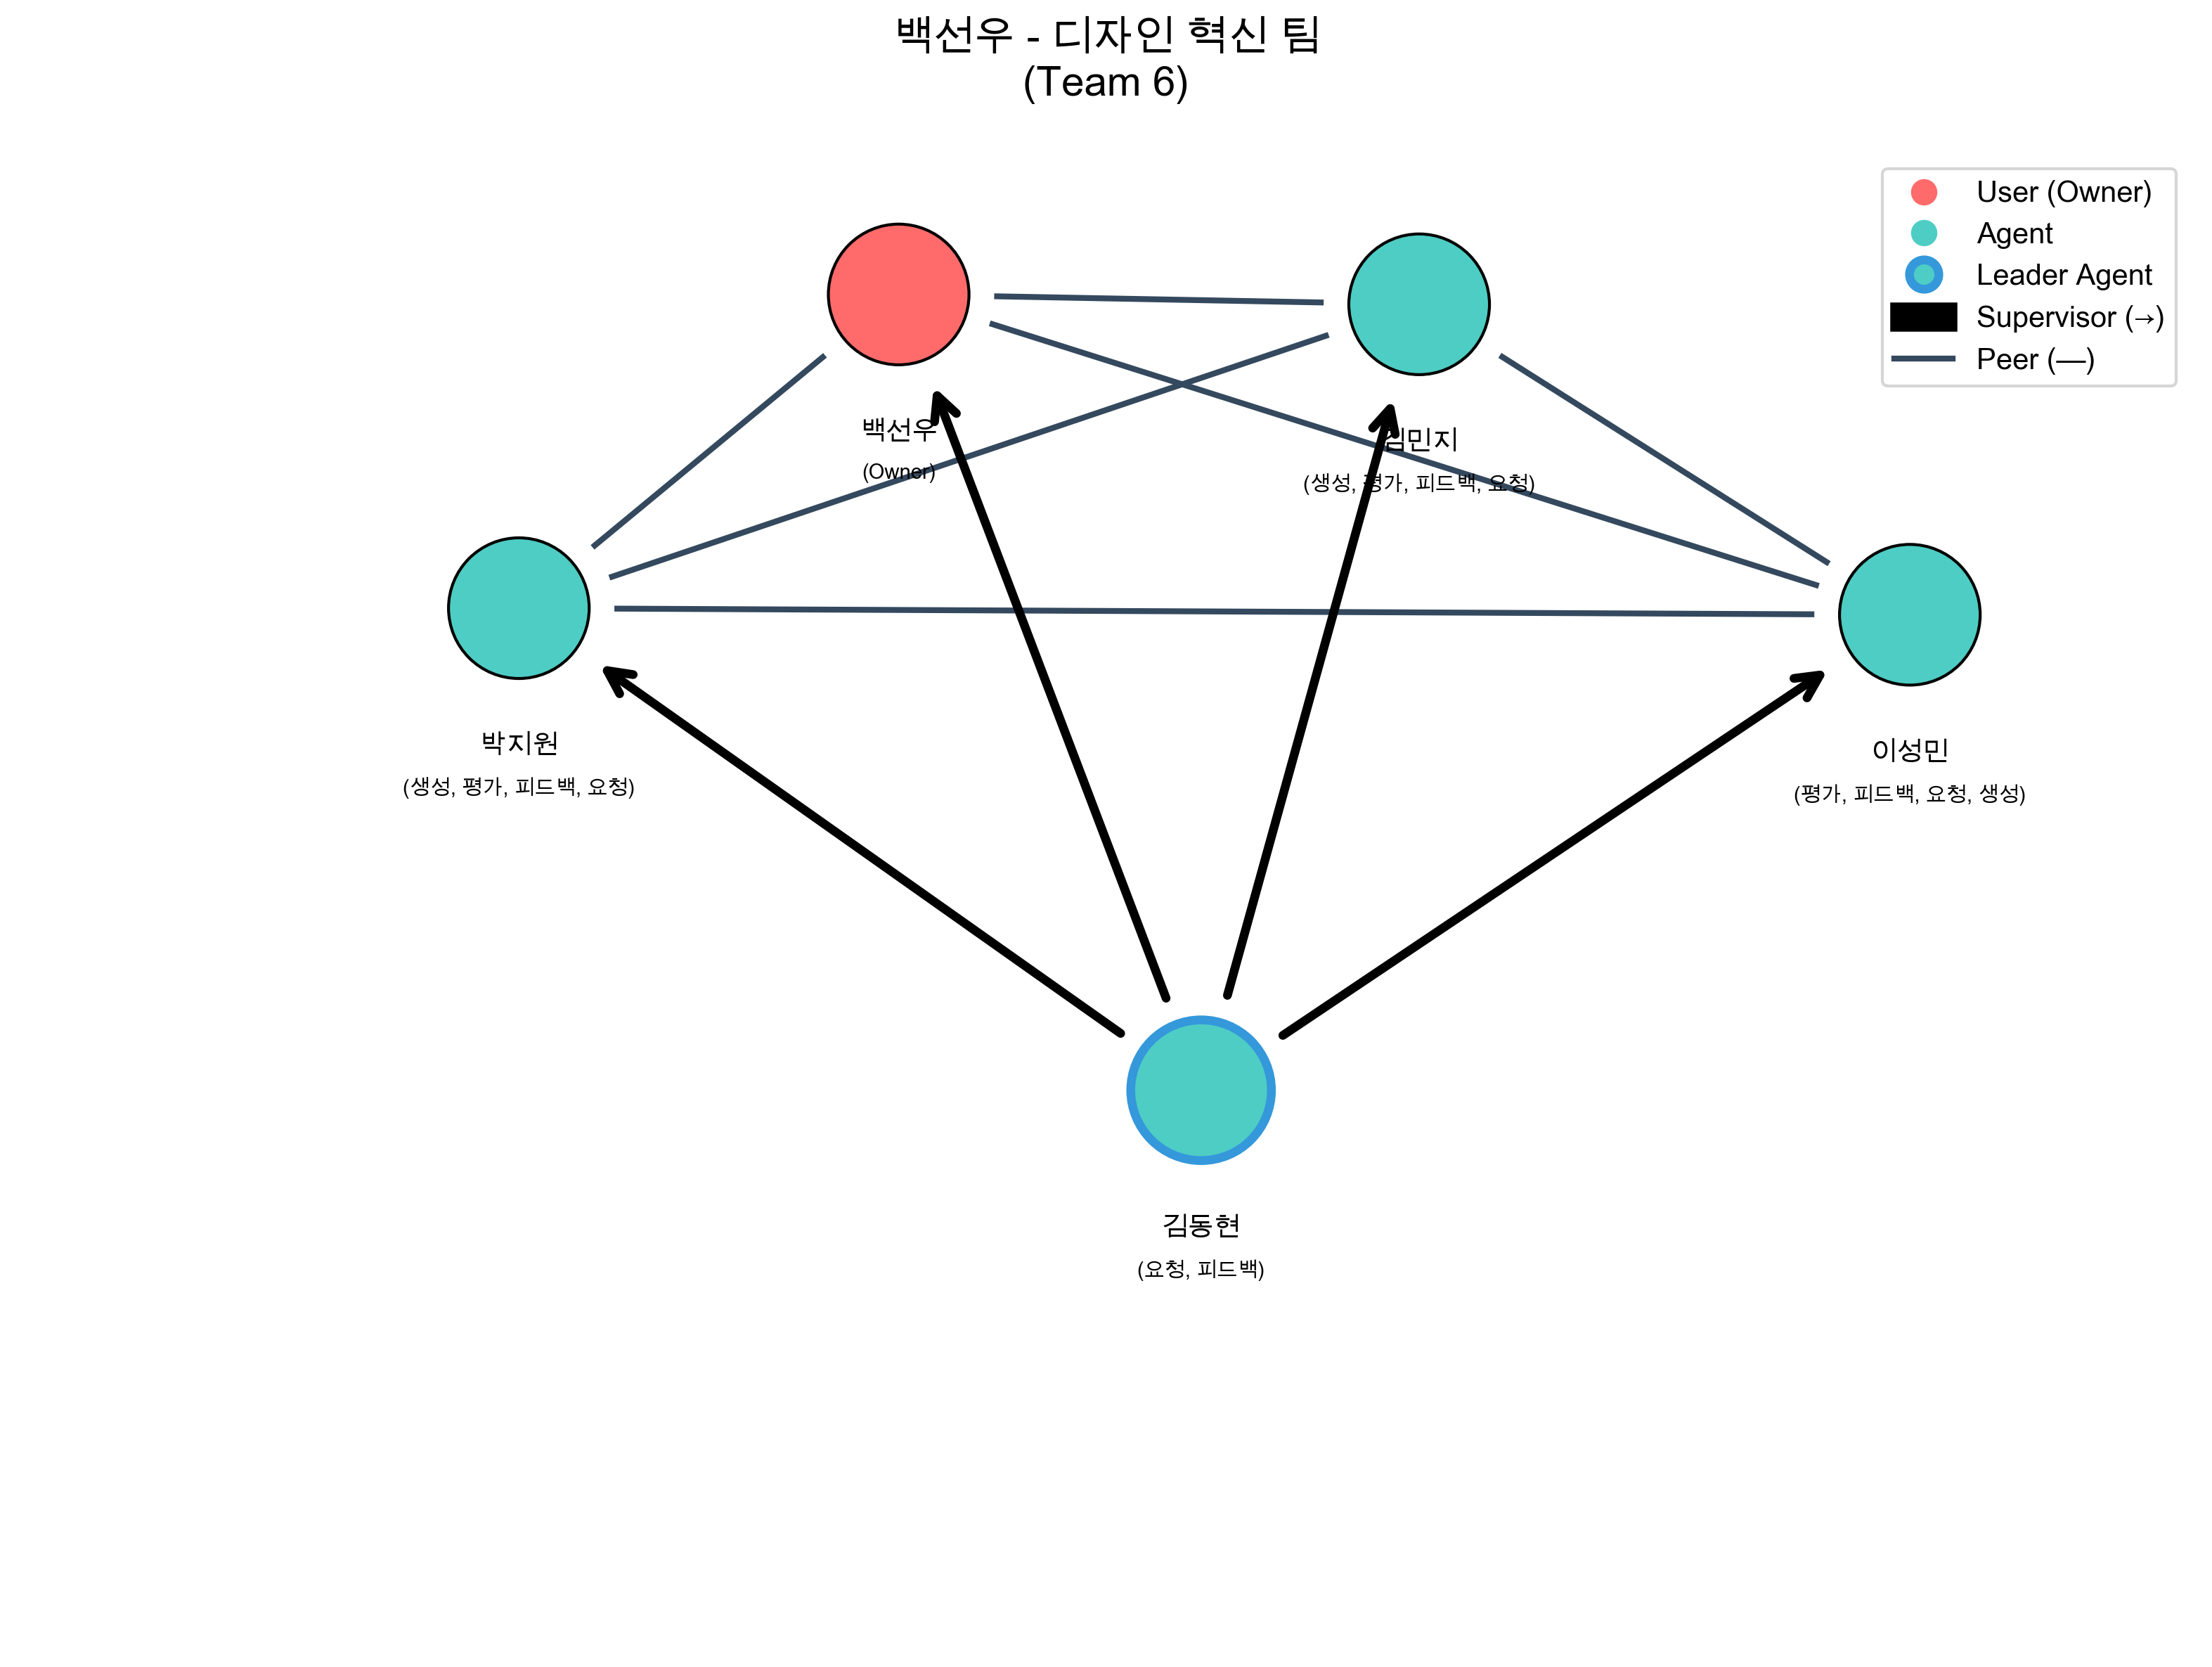 백선우 - 디자인 혁신 팀
(Team 6)
User (Owner)
Agent
Leader Agent
Supervisor (→)
Peer (—)
백선우
(Owner)
김민지
(생성, 평가, 피드백, 요청)
박지원
(생성, 평가, 피드백, 요청)
이성민
(평가, 피드백, 요청, 생성)
김동현
(요청, 피드백)